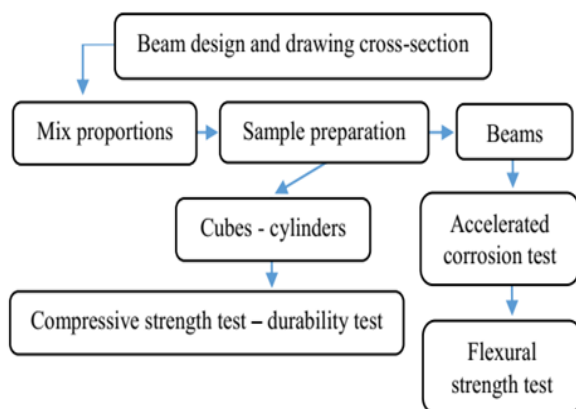 Beam design and drawing cross-section
Mix proportions
Sample preparation
Beams
Cubes - cylinders
Accelerated
corrosion test
Compressive strength test – durability test
Flexural
strength test